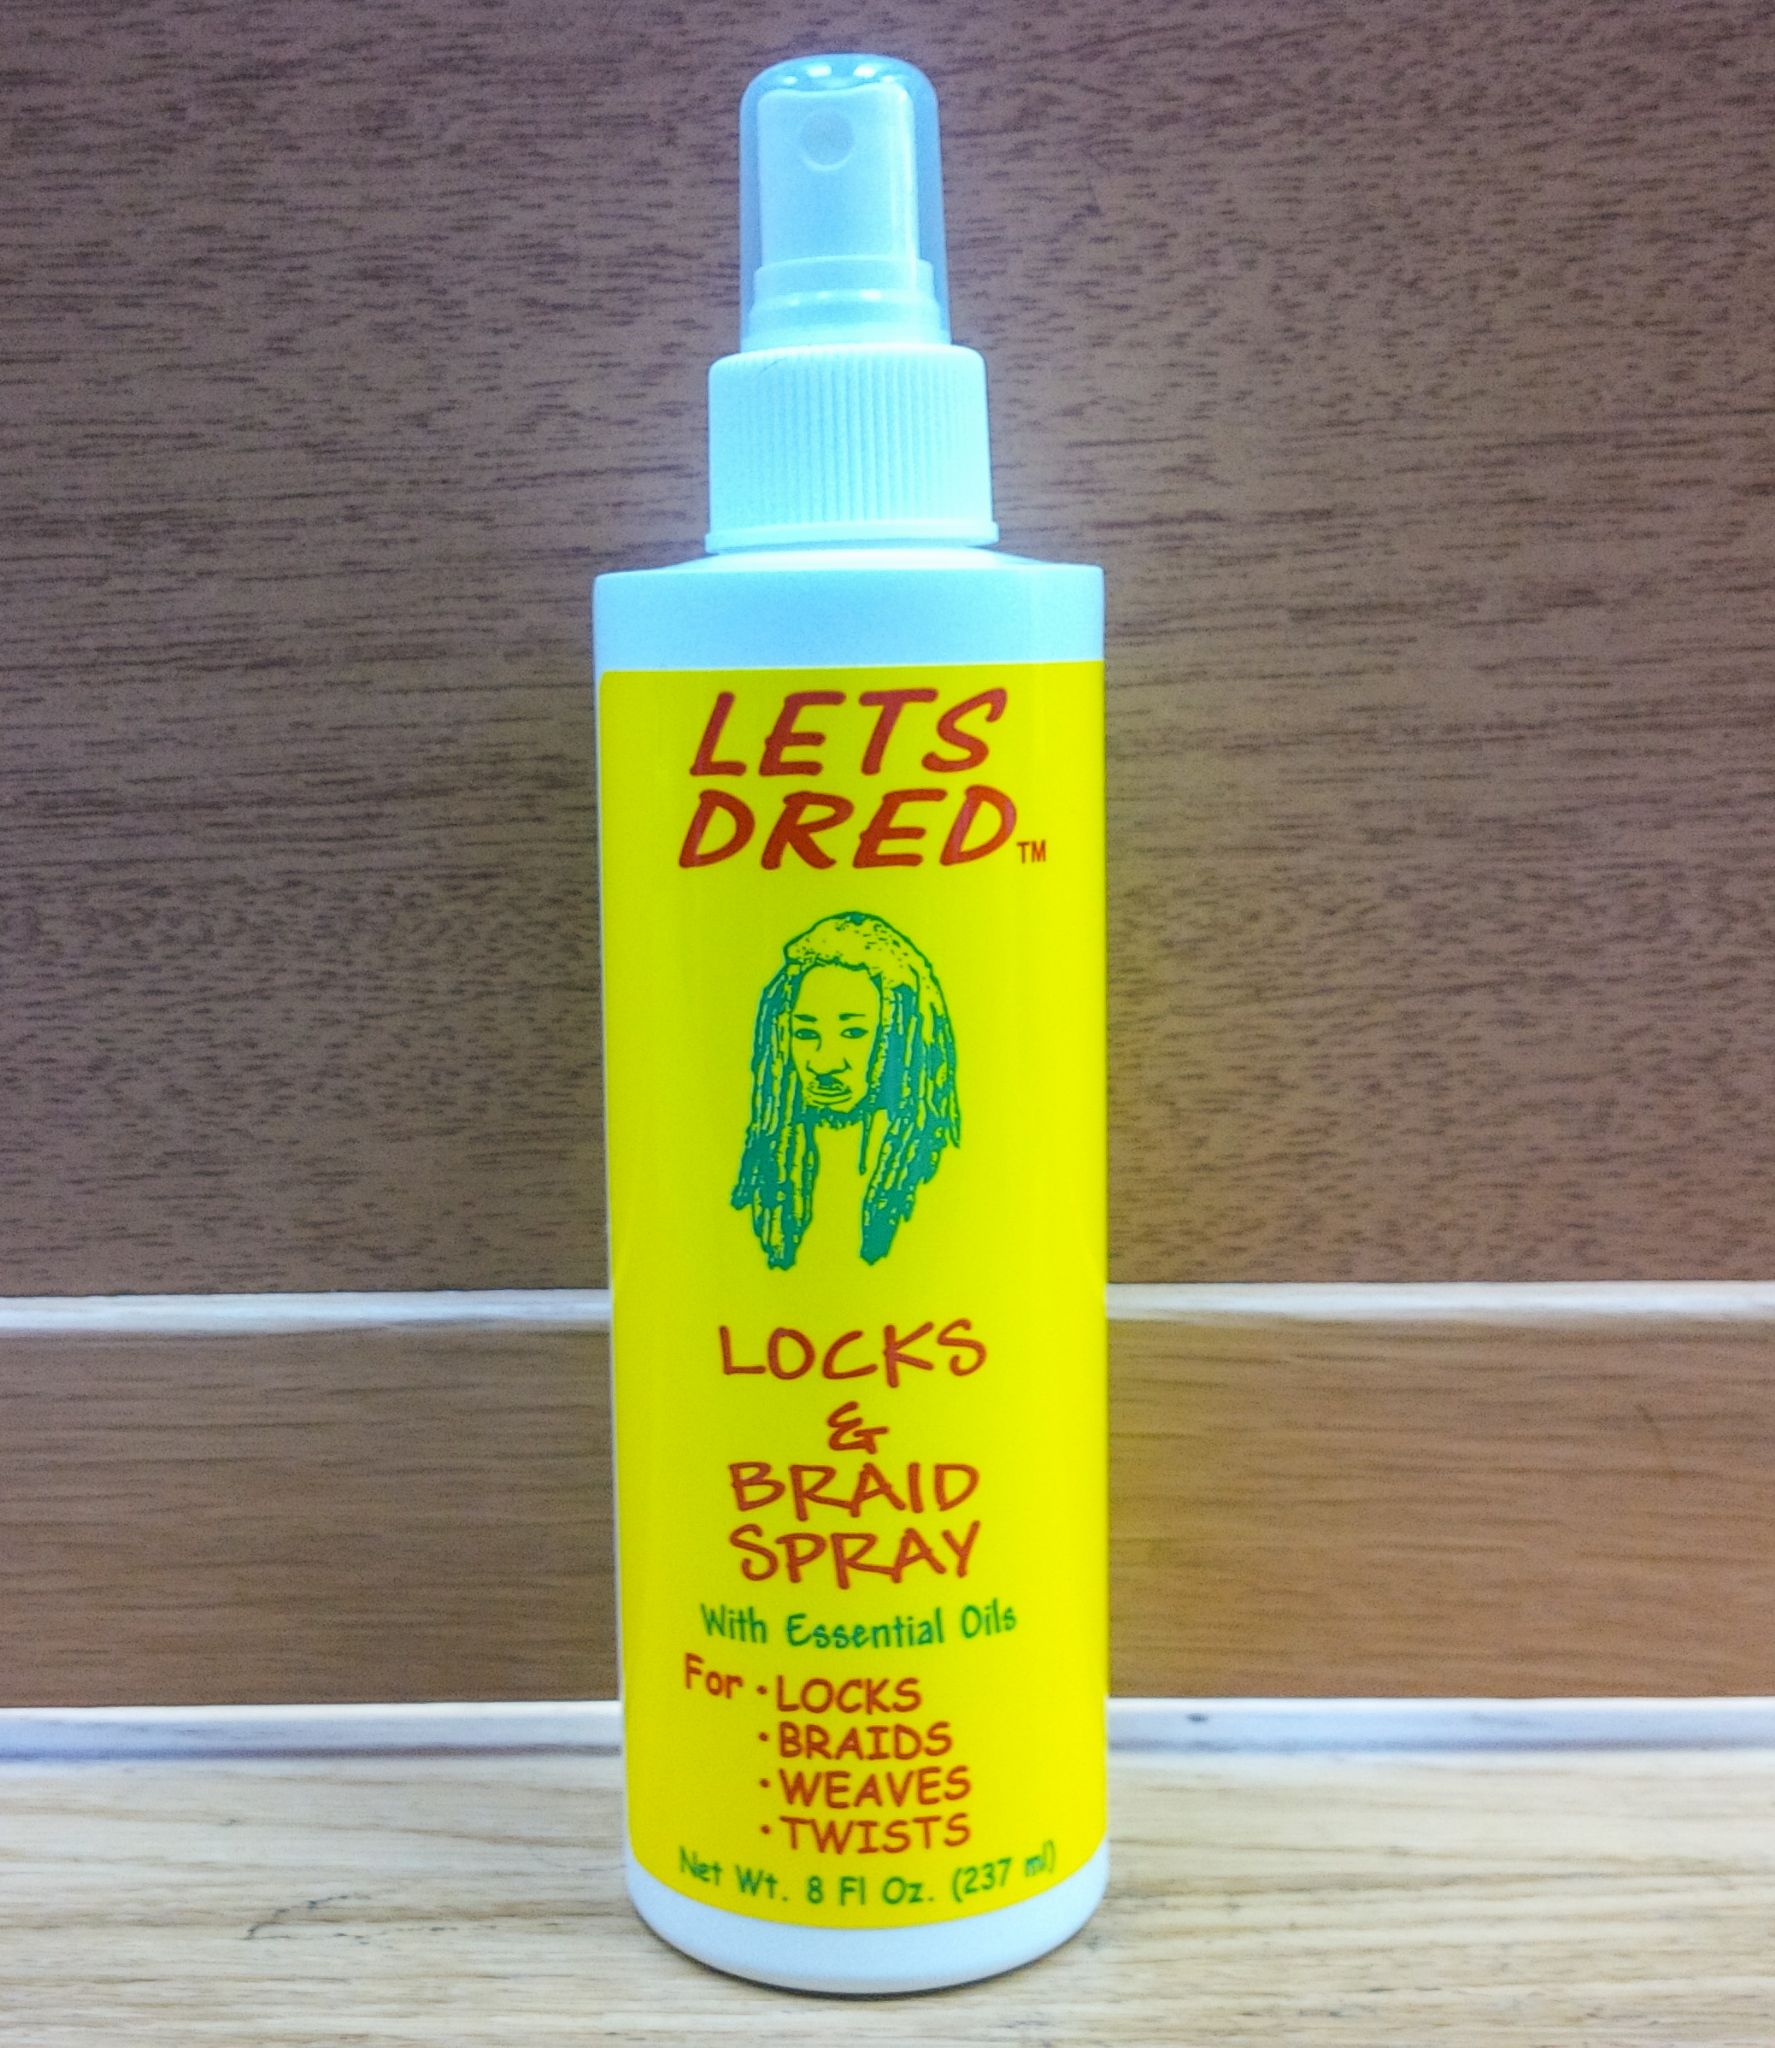 LETS
DRED™
LOCKS
&
BRAID
SPRAY
With Essential Oils
For • LOCKS
• BRAIDS
• WEAVES
• TWISTS
Net Wt. 8 Fl Oz. (237 ml)